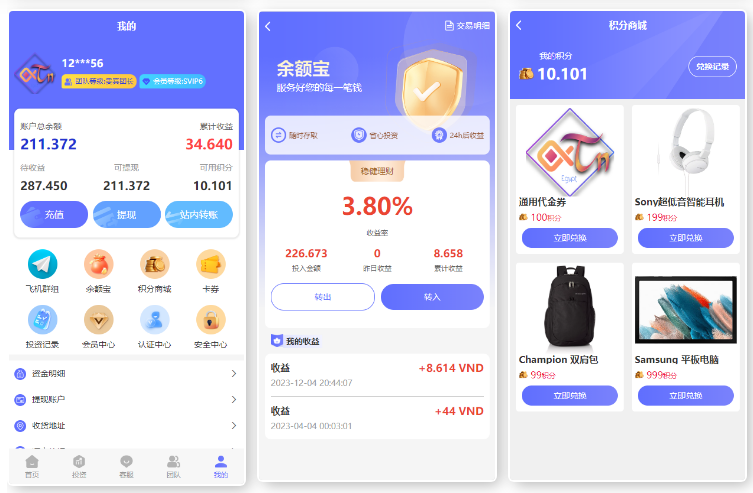 我的
12***56
团队等级:荣耀团长
会员等级:SVIP6
账户总余额
累计收益
211.372
34.640
待收益
可提现
可用积分
287.450
211.372
10.101
充值
提现
站内转账
飞机群组
余额宝
积分商城
卡券
投资记录
会员中心
认证中心
安全中心
资金明细
提现账户
收货地址
首页
投资
客服
团队
我的
交易明细
余额宝
服务好您的每一笔钱
随时存取
省心投资
24h后收益
稳健理财
3.80%
收益率
226.673
0
8.658
投入金额
昨日收益
累计收益
转出
转入
我的收益
收益
+8.614 VND
2023-12-04 20:44:07
收益
+44 VND
2023-04-04 00:03:01
积分商城
我的积分
10.101
兑换记录
Egypt
通用代金券
100积分
立即兑换
Sony超低音智能耳机
199积分
立即兑换
Champion 双肩包
99积分
立即兑换
Samsung 平板电脑
999积分
立即兑换